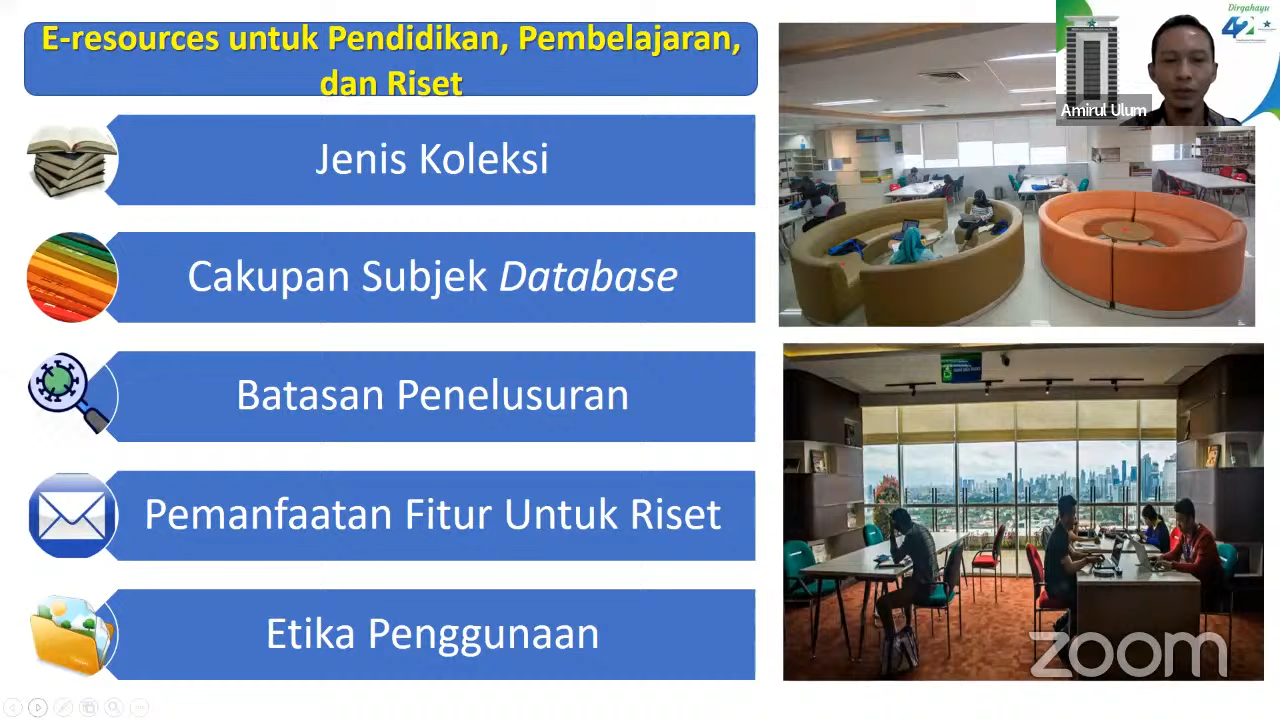 E-resources untuk Pendidikan, Pembelajaran,
dan Riset
Jenis Koleksi
Cakupan Subjek Database
Batasan Penelusuran
Pemanfaatan Fitur Untuk Riset
Etika Penggunaan
Dirgahayu
42
Amirul Ulum
zoom